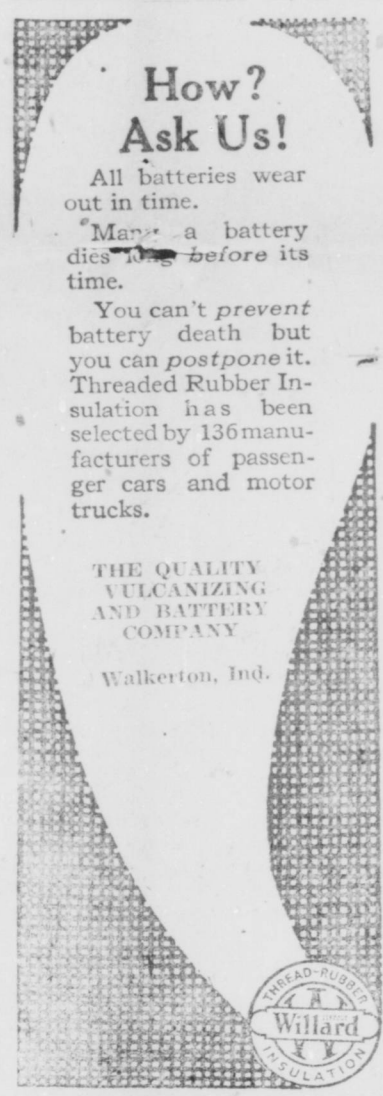 How?
Ask Us!
All batteries wear
out in time.
Many a battery
dies long before its
time.
You can't prevent
battery death but
you can postpone it.
Threaded Rubber In-
sulation has been
selected by 136 manu-
facturers of passen-
ger cars and motor
trucks.
THE QUALITY
VULCANIZING
AND BATTERY
COMPANY
Walkerton, Ind.
THREAD-RUBBER
Willard
INSULATION